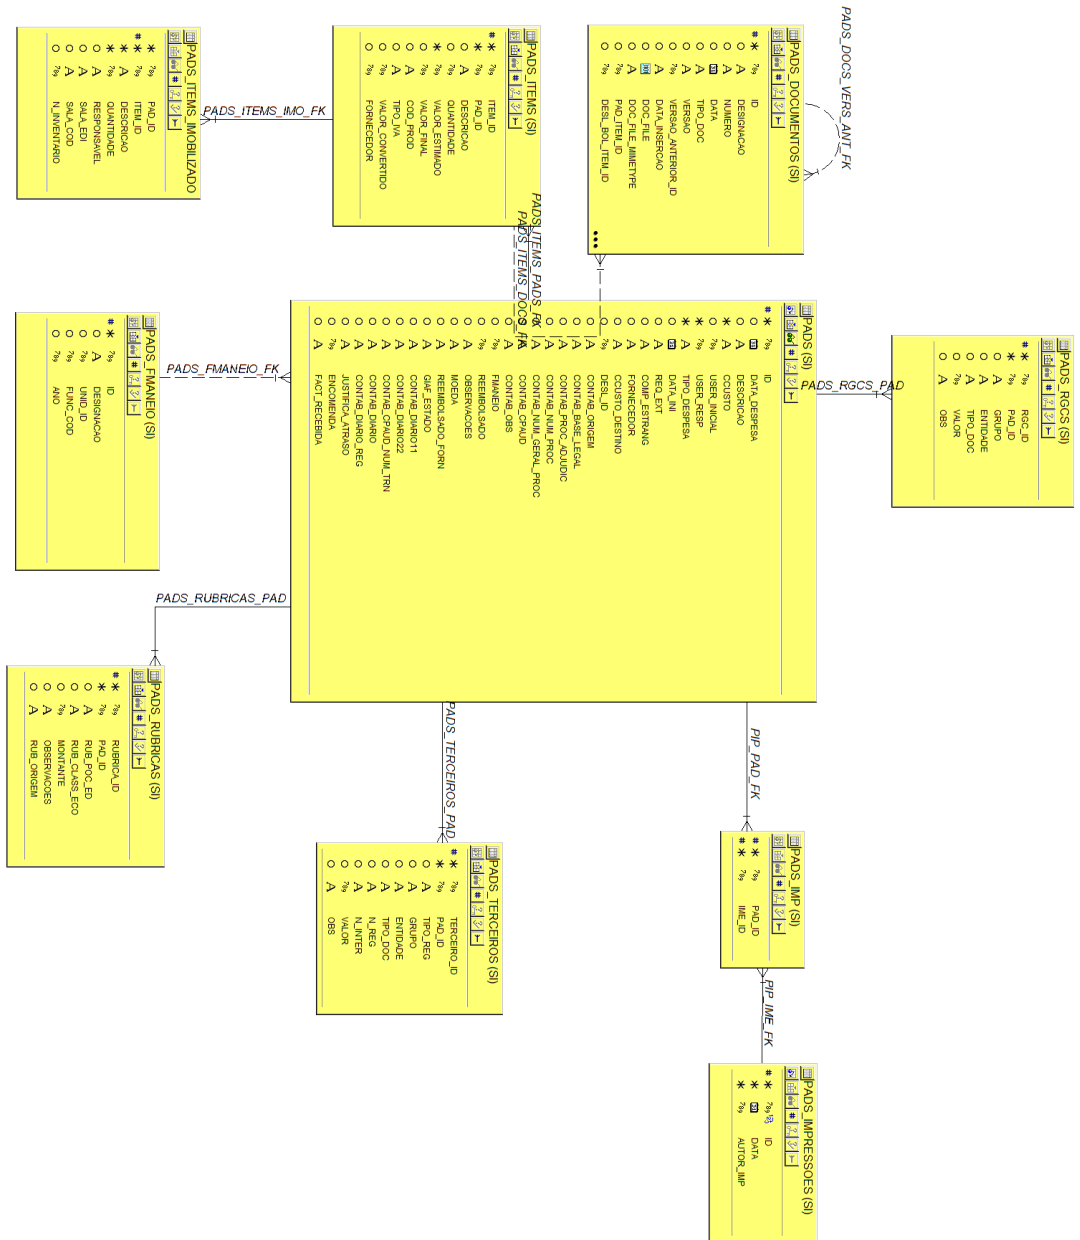 PADS_DOCS_VERS_ANT_FK
PADS_DOCUMENTOS (SI)
ID
DESIGNACAO
NUMERO
DATA
TIPO_DOC
VERSAO
VERSAO_ANTERIOR_ID
DATA_INSERCAO
DOC_FILE
DOC_FILE_MIMETYPE
PAD_ITEM_ID
DESL_BOL_ITEM_ID
PADS_ITEMS (SI)
ITEM_ID
PAD_ID
DESCRICAO
QUANTIDADE
VALOR_ESTIMADO
VALOR_FINAL
COD_PROD
TIPO_IVA
VALOR_CONVERTIDO
FORNECEDOR
PADS_ITEMS_IMO_FK
PADS_ITEMS_IMOBILIZADO
PAD_ID
ITEM_ID
DESCRICAO
QUANTIDADE
RESPONSAVEL
SALA_EDI
SALA_COD
N_INVENTARIO
PADS_ITEMS_PADS_FK
PADS_ITEMS_DOCS_FK
PADS_RGCS (SI)
RGC_ID
PAD_ID
GRUPO
ENTIDADE
TIPO_DOC
VALOR
OBS
PADS_RGCS_PAD
PADS (SI)
ID
DATA_DESPESA
DESCRICAO
CCUSTO
USER_INICIAL
USER_RESP
TIPO_DESPESA
DATA_INI
REQ_EXT
COMP_ESTRANG
FORNECEDOR
CCUSTO_DESTINO
DESL_ID
CONTAB_ORIGEM
CONTAB_BASE_LEGAL
CONTAB_PROC_ADJUDIC
CONTAB_NUM_PROC
CONTAB_NUM_GERAL_PROC
CONTAB_CPAUD
CONTAB_OBS
FMANEIO
REEMBOLSADO
OBSERVACOES
MOEDA
REEMBOLSADO_FORN
GIAF_ESTADO
CONTAB_DIARIO11
CONTAB_DIARIO22
CONTAB_CPAUD_NUM_TRN
CONTAB_DIARIO
CONTAB_DIARIO_REG
JUSTIFICA_ATRASO
ENCOMENDA
FACT_RECEBIDA
PADS_FMANEIO_FK
PADS_FMANEIO (SI)
ID
DESIGNACAO
UNID_ID
FUNC_COD
ANO
PADS_RUBRICAS_PAD
PADS_RUBRICAS (SI)
RUBRICA_ID
PAD_ID
RUB_POC_ED
RUB_CLASS_ECO
MONTANTE
OBSERVACOES
RUB_ORIGEM
PADS_TERCEIROS_PAD
PADS_TERCEIROS (SI)
TERCEIRO_ID
PAD_ID
TIPO_REG
GRUPO
ENTIDADE
TIPO_DOC
N_REG
N_INTER
VALOR
OBS
PIP_PAD_FK
PADS_IMP (SI)
PAD_ID
IME_ID
PIP_IME_FK
PADS_IMPRESSOES (SI)
ID
DATA
AUTOR_IMP